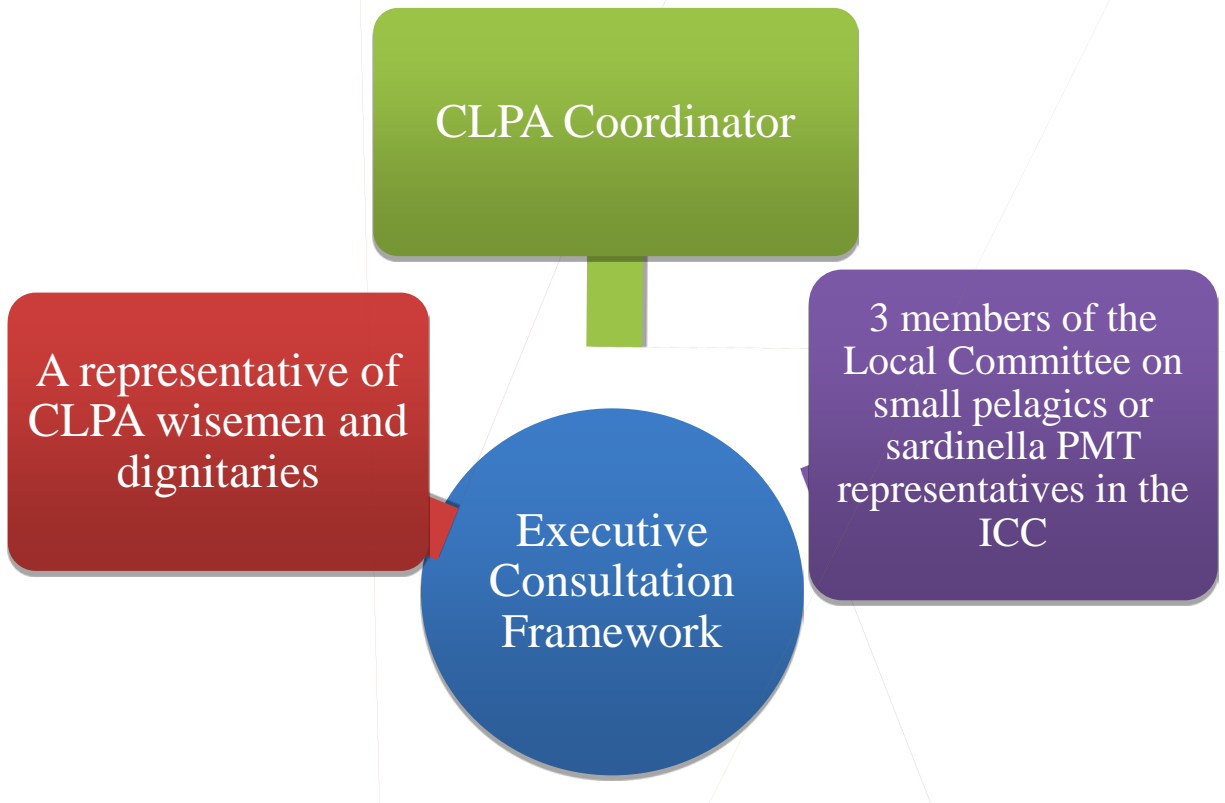 CLPA Coordinator
A representative of
CLPA wisemen and
dignitaries
3 members of the
Local Committee on
small pelagics or
sardinella PMT
representatives in the
ICC
Executive
Consultation
Framework